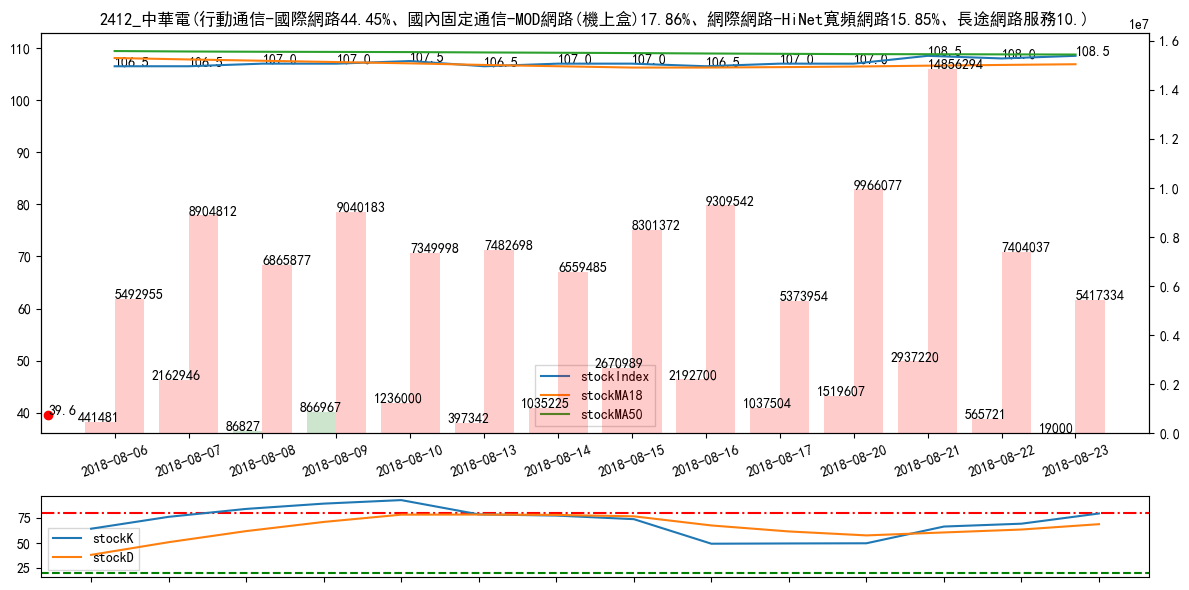 2412_中華電(行動通信-國際網路44.45%、國內固定通信-MOD網路(機上盒)17.86%、網際網路-HiNet寬頻網路15.85%、長途網路服務10.)
1e7
110
100
90
80
70
60
50
40
1.6
1.4
1.2
1.0
0.8
0.6
0.4
0.2
0.0
106.5 106.5 107.0 107.0 107.5 106.5 107.0 107.0 106.5 107.0 107.0 108.5 108.0 108.5
5492955 8904812 6865877 9040183 7349998 7482698 6559485 8301372 9309542 5373954 9966077 14856294 7404037 5417334
39.6
441481 2162946 86827 866967 1236000 397342 1035225 2670989 2192700 1037504 1519607 2937220 565721 19000
stockIndex
stockMA18
stockMA50
2018-08-06 2018-08-07 2018-08-08 2018-08-09 2018-08-10 2018-08-13 2018-08-14 2018-08-15 2018-08-16 2018-08-17 2018-08-20 2018-08-21 2018-08-22 2018-08-23
75
50
25
stockK
stockD